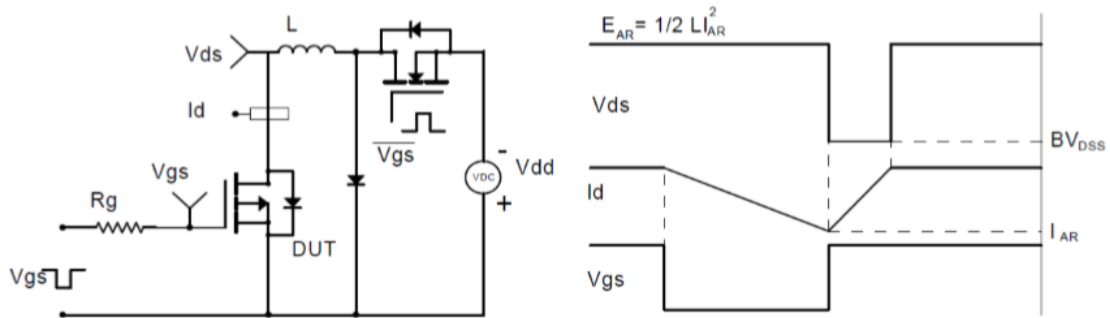 L
Vds
Id
Vgs
Vgs
Rg
DUT
Vgs
VDC
-
+
Vdd
E_AR = 1/2 LI_AR^2
Vds
BV_DSS
Id
I_AR
Vgs